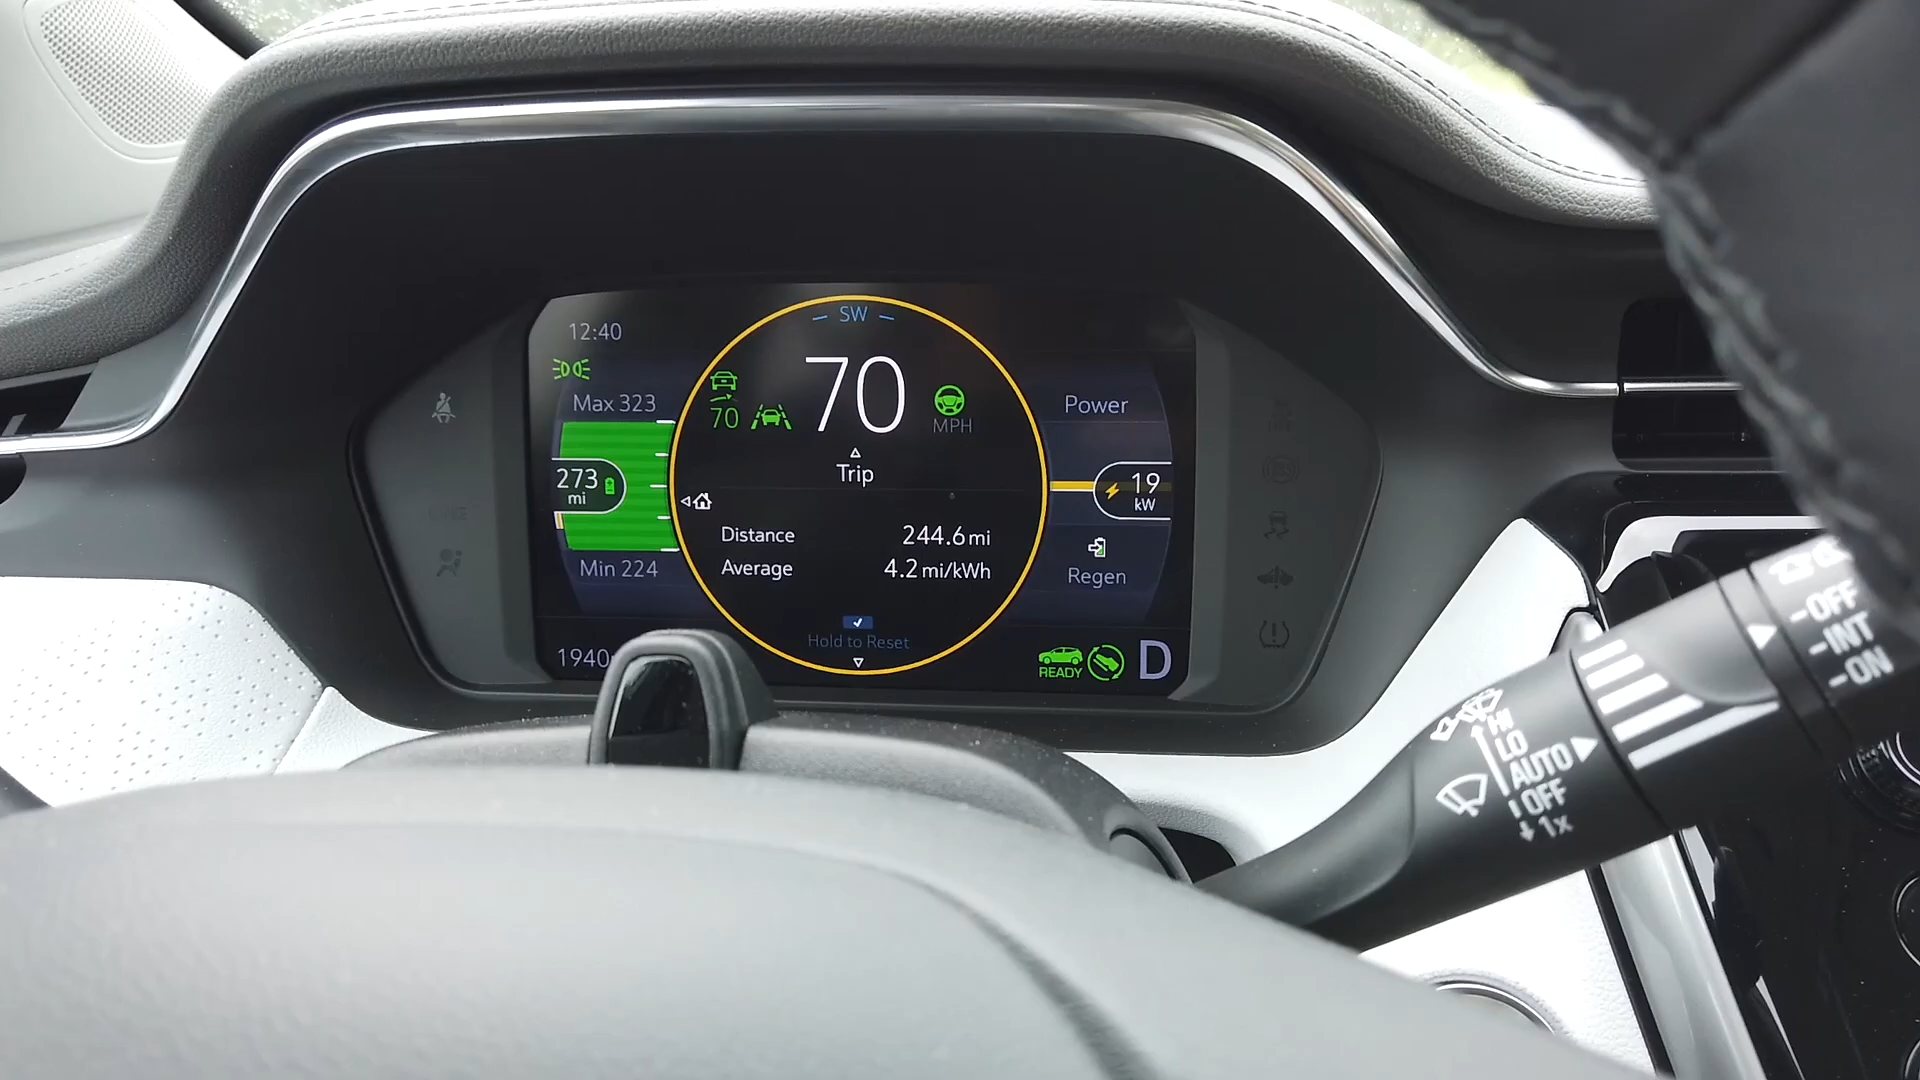 12:40
SW
Max 323
70
70
MPH
Power
273
mi
Trip
19
kW
Distance 244.6 mi
Average 4.2 mi/kWh
Min 224
Regen
Hold to Reset
1940
READY
D
OFF
INT
ON
HI
LO
AUTO
OFF
1x